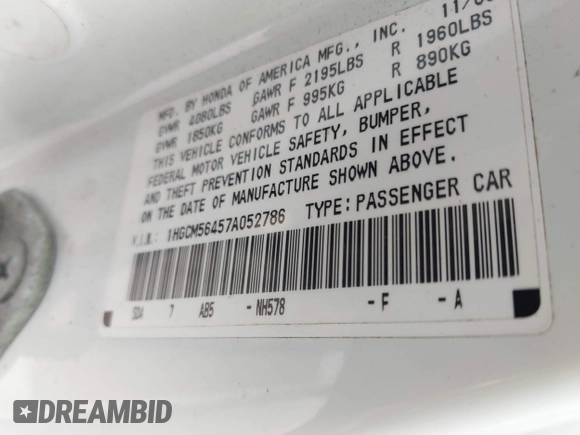 MFG. BY HONDA OF AMERICA MFG., INC.
GVWR 4080LBS GAWR F 2195LBS R 1960LBS
GVWR 1850KG GAWR F 995KG R 890KG
THIS VEHICLE CONFORMS TO ALL APPLICABLE
FEDERAL MOTOR VEHICLE SAFETY, BUMPER,
AND THEFT PREVENTION STANDARDS IN EFFECT
ON THE DATE OF MANUFACTURE SHOWN ABOVE.
V.I.N.: 1HGCM56457A052786 TYPE:PASSENGER CAR
SDA 7 AB5 -NH578 -F -A
DREAMBID